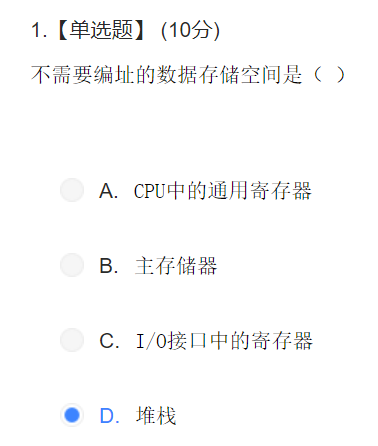 1.【单选题】 (10分)
不需要编址的数据存储空间是（ ）
A. CPU中的通用寄存器
B. 主存储器
C. I/O接口中的寄存器
D. 堆栈